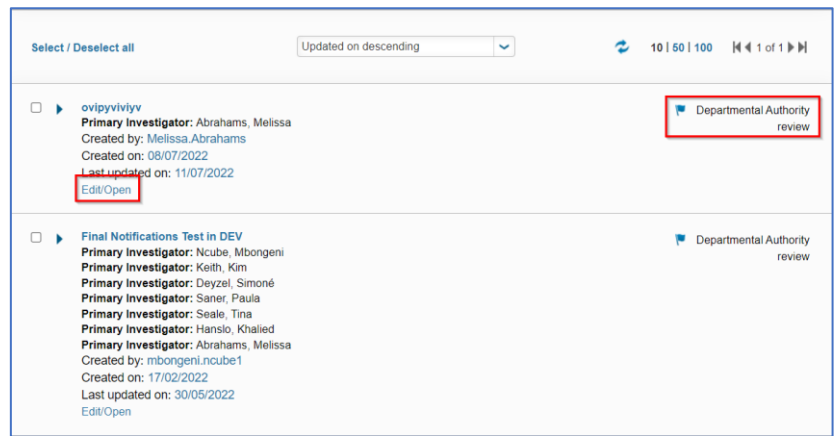 Select / Deselect all
Updated on descending
10 | 50 | 100
1 of 1
ovipyviviyv
Primary Investigator: Abrahams, Melissa
Created by: Melissa.Abrahams
Created on: 08/07/2022
Last updated on: 11/07/2022
Edit/Open
Departmental Authority
review
Final Notifications Test in DEV
Primary Investigator: Ncube, Mbongeni
Primary Investigator: Keith, Kim
Primary Investigator: Deyzel, Simoné
Primary Investigator: Saner, Paula
Primary Investigator: Seale, Tina
Primary Investigator: Hanslo, Khalied
Primary Investigator: Abrahams, Melissa
Created by: mbongeni.ncube1
Created on: 17/02/2022
Last updated on: 30/05/2022
Edit/Open
Departmental Authority
review